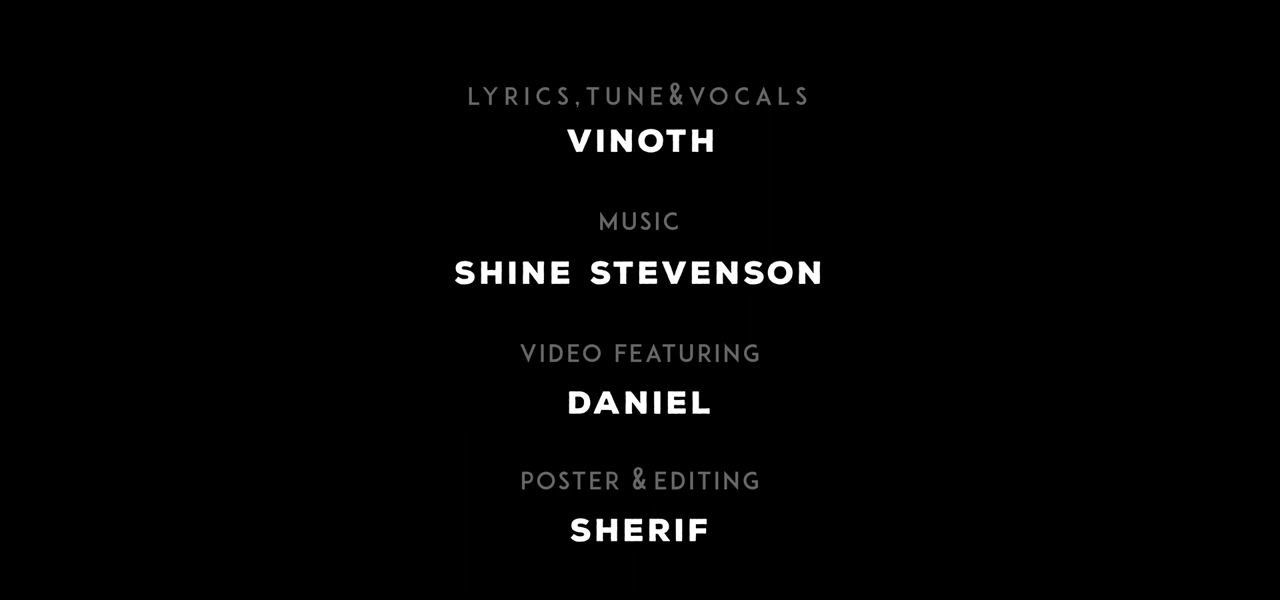 LYRICS,TUNE&VOCALS
VINOTH
MUSIC
SHINE STEVENSON
VIDEO FEATURING
DANIEL
POSTER & EDITING
SHERIF